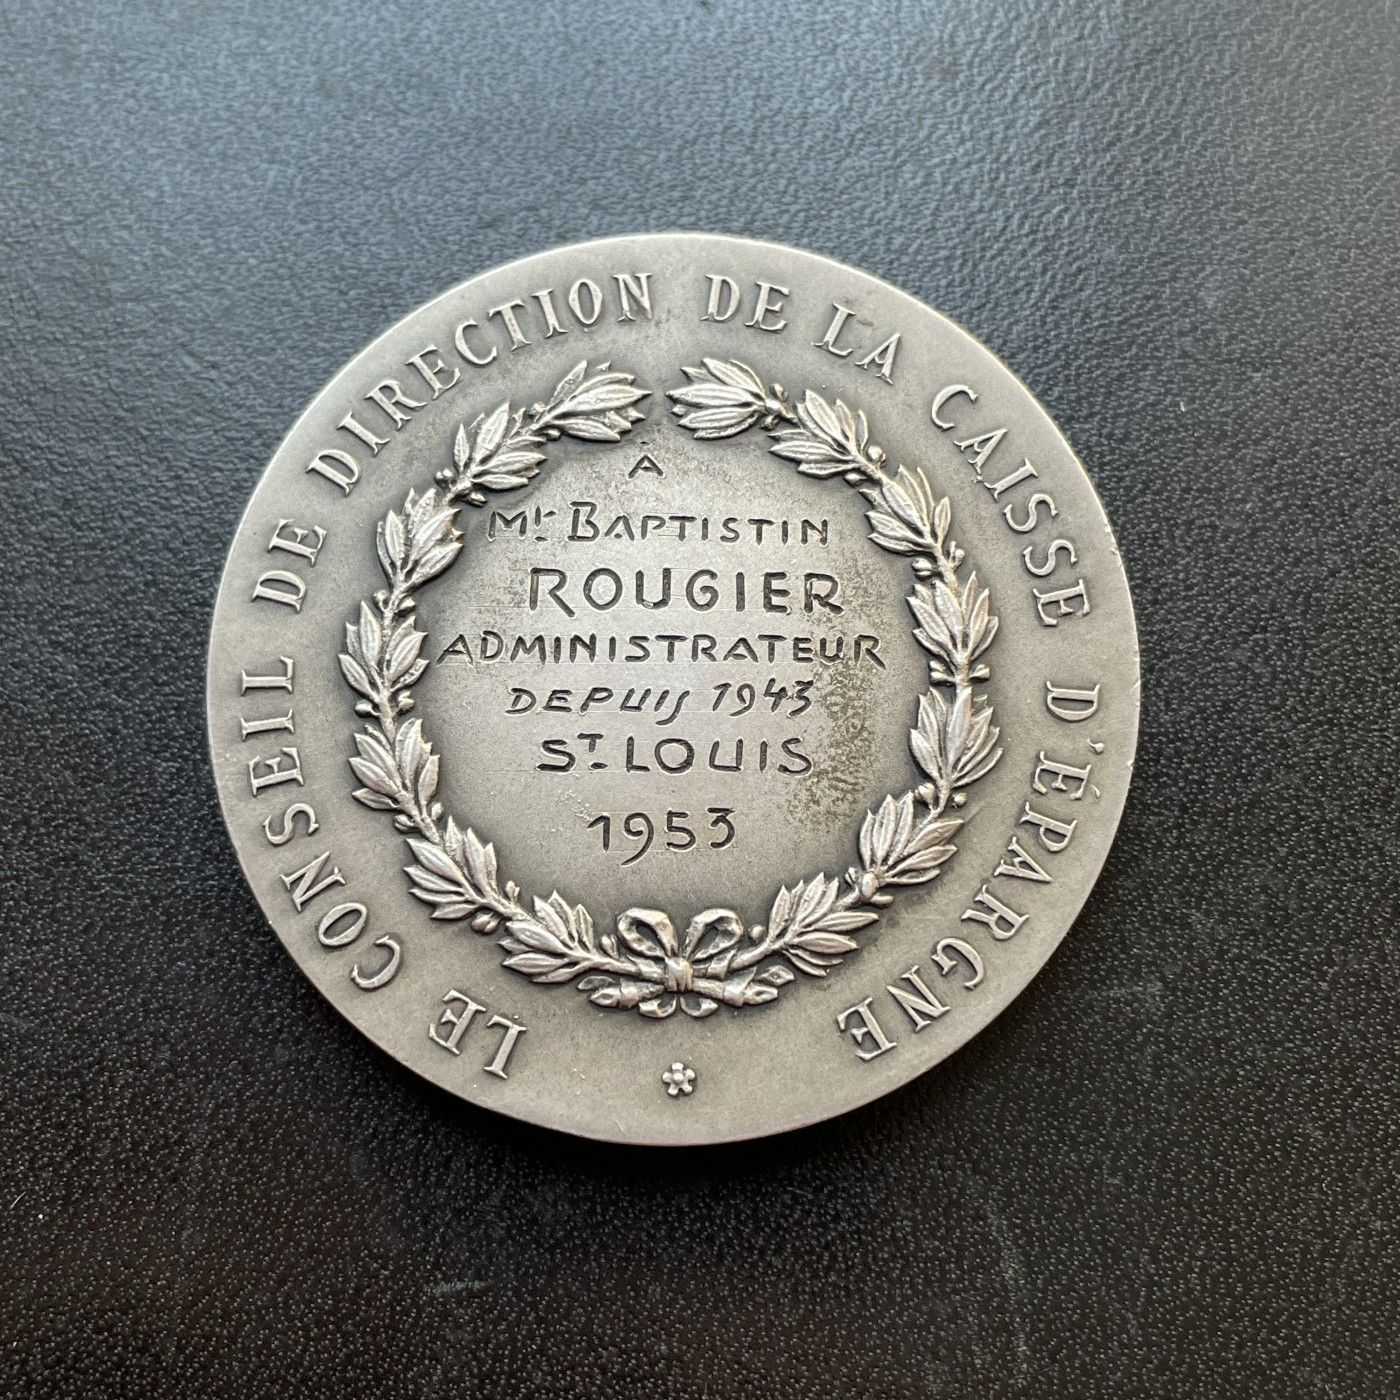 LE CONSEIL DE DIRECTION DE LA CAISSE D'ÉPARGNE
À
Mr BAPTISTIN
ROUGIER
ADMINISTRATEUR
DEPUIS 1943
ST LOUIS
1953